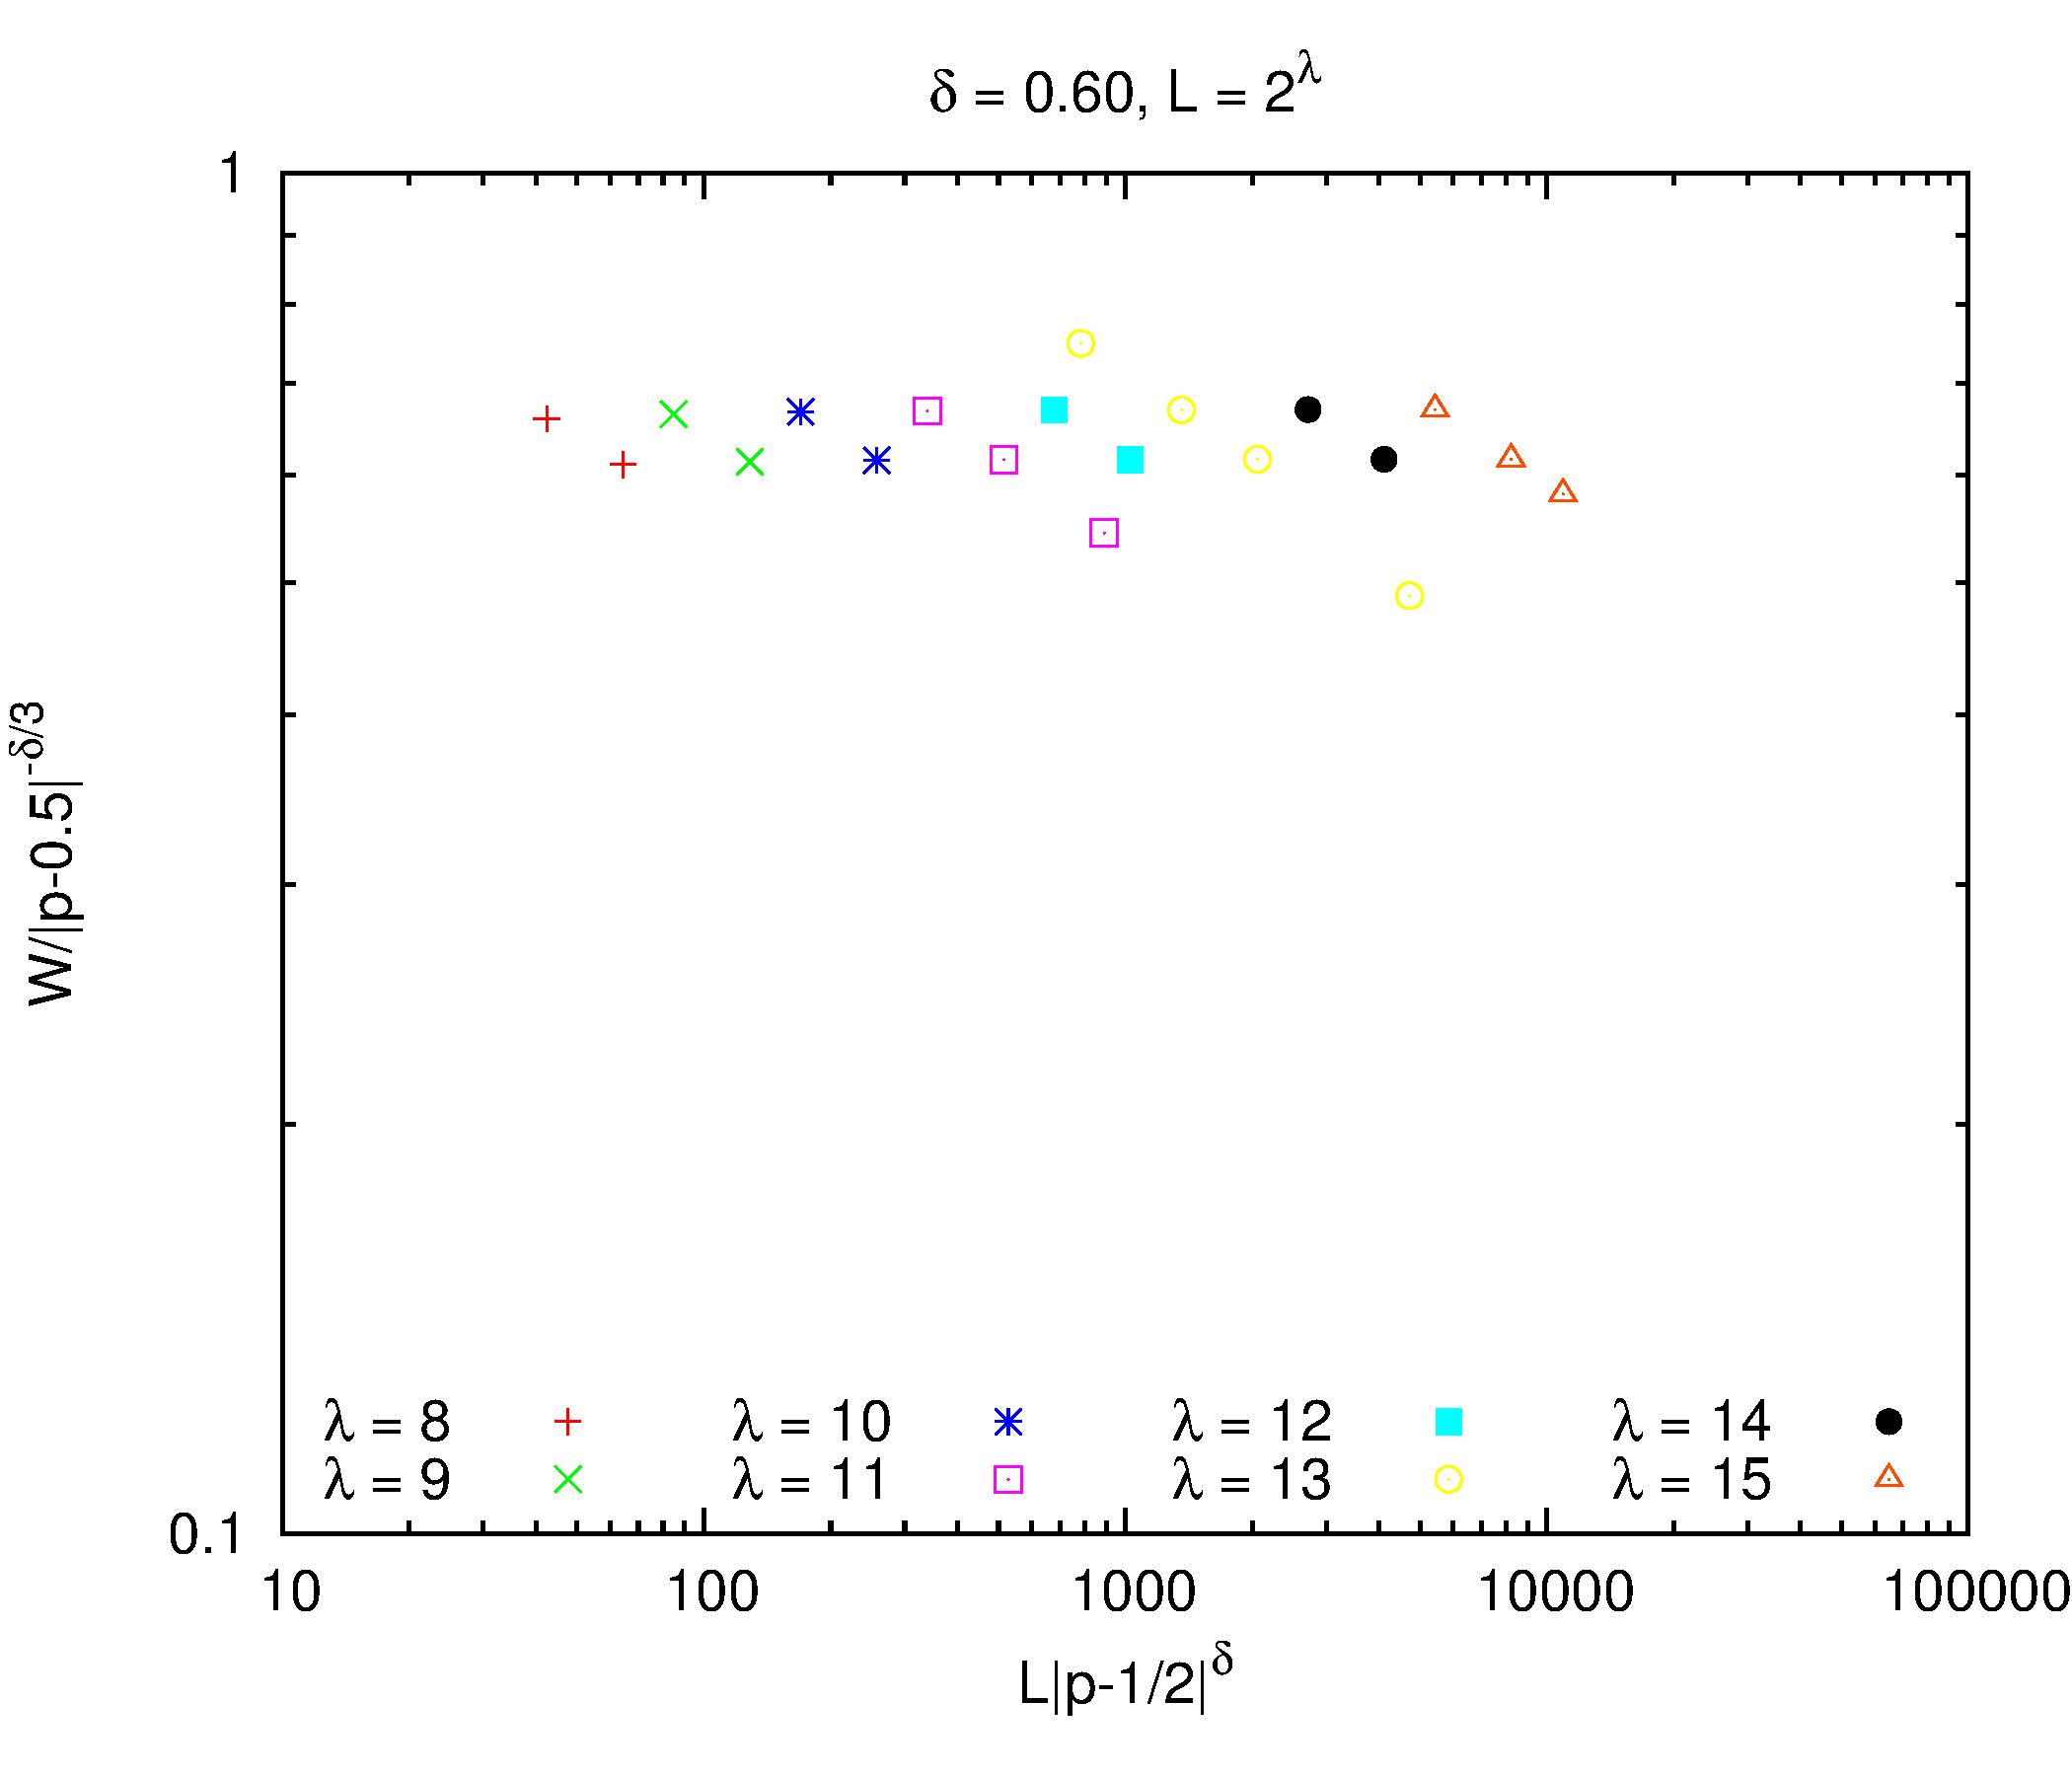 δ = 0.60, L = 2^λ
1
W/|p-0.5|^-δ/3
λ = 8
λ = 10
λ = 12
λ = 14
λ = 9
λ = 11
λ = 13
λ = 15
0.1
10 100 1000 10000 100000
L|p-1/2|^δ